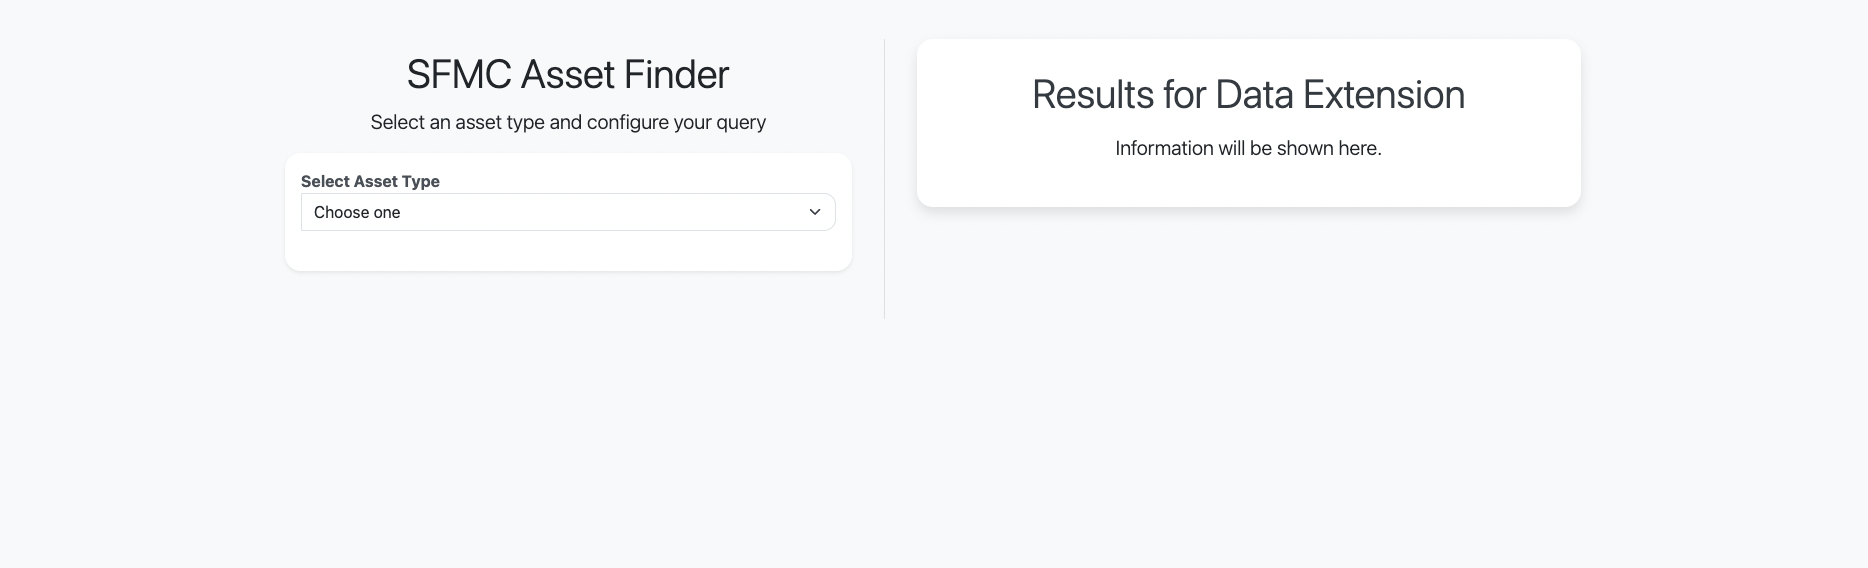 SFMC Asset Finder
Select an asset type and configure your query
Select Asset Type
Choose one
Results for Data Extension
Information will be shown here.